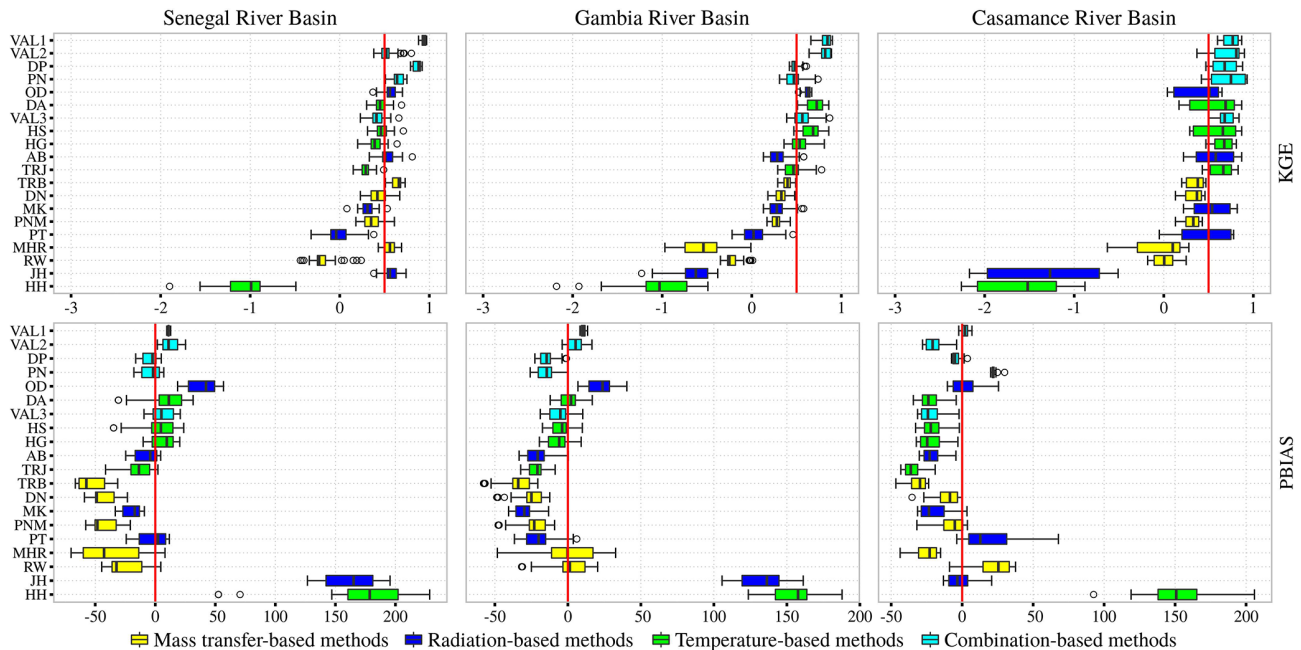 Senegal River Basin Gambia River Basin Casamance River Basin
VAL1
VAL2
DP
PN
OD
DA
VAL3
HS
HG
AB
TRJ
TRB
DN
MK
PNM
PT
MHR
RW
JH
HH
KGE
-3 -2 -1 0 1 -3 -2 -1 0 1 -3 -2 -1 0 1
VAL1
VAL2
DP
PN
OD
DA
VAL3
HS
HG
AB
TRJ
TRB
DN
MK
PNM
PT
MHR
RW
JH
HH
PBIAS
-50 0 50 100 150 200 -50 0 50 100 150 200 -50 0 50 100 150 200
Mass transfer-based methods Radiation-based methods Temperature-based methods Combination-based methods